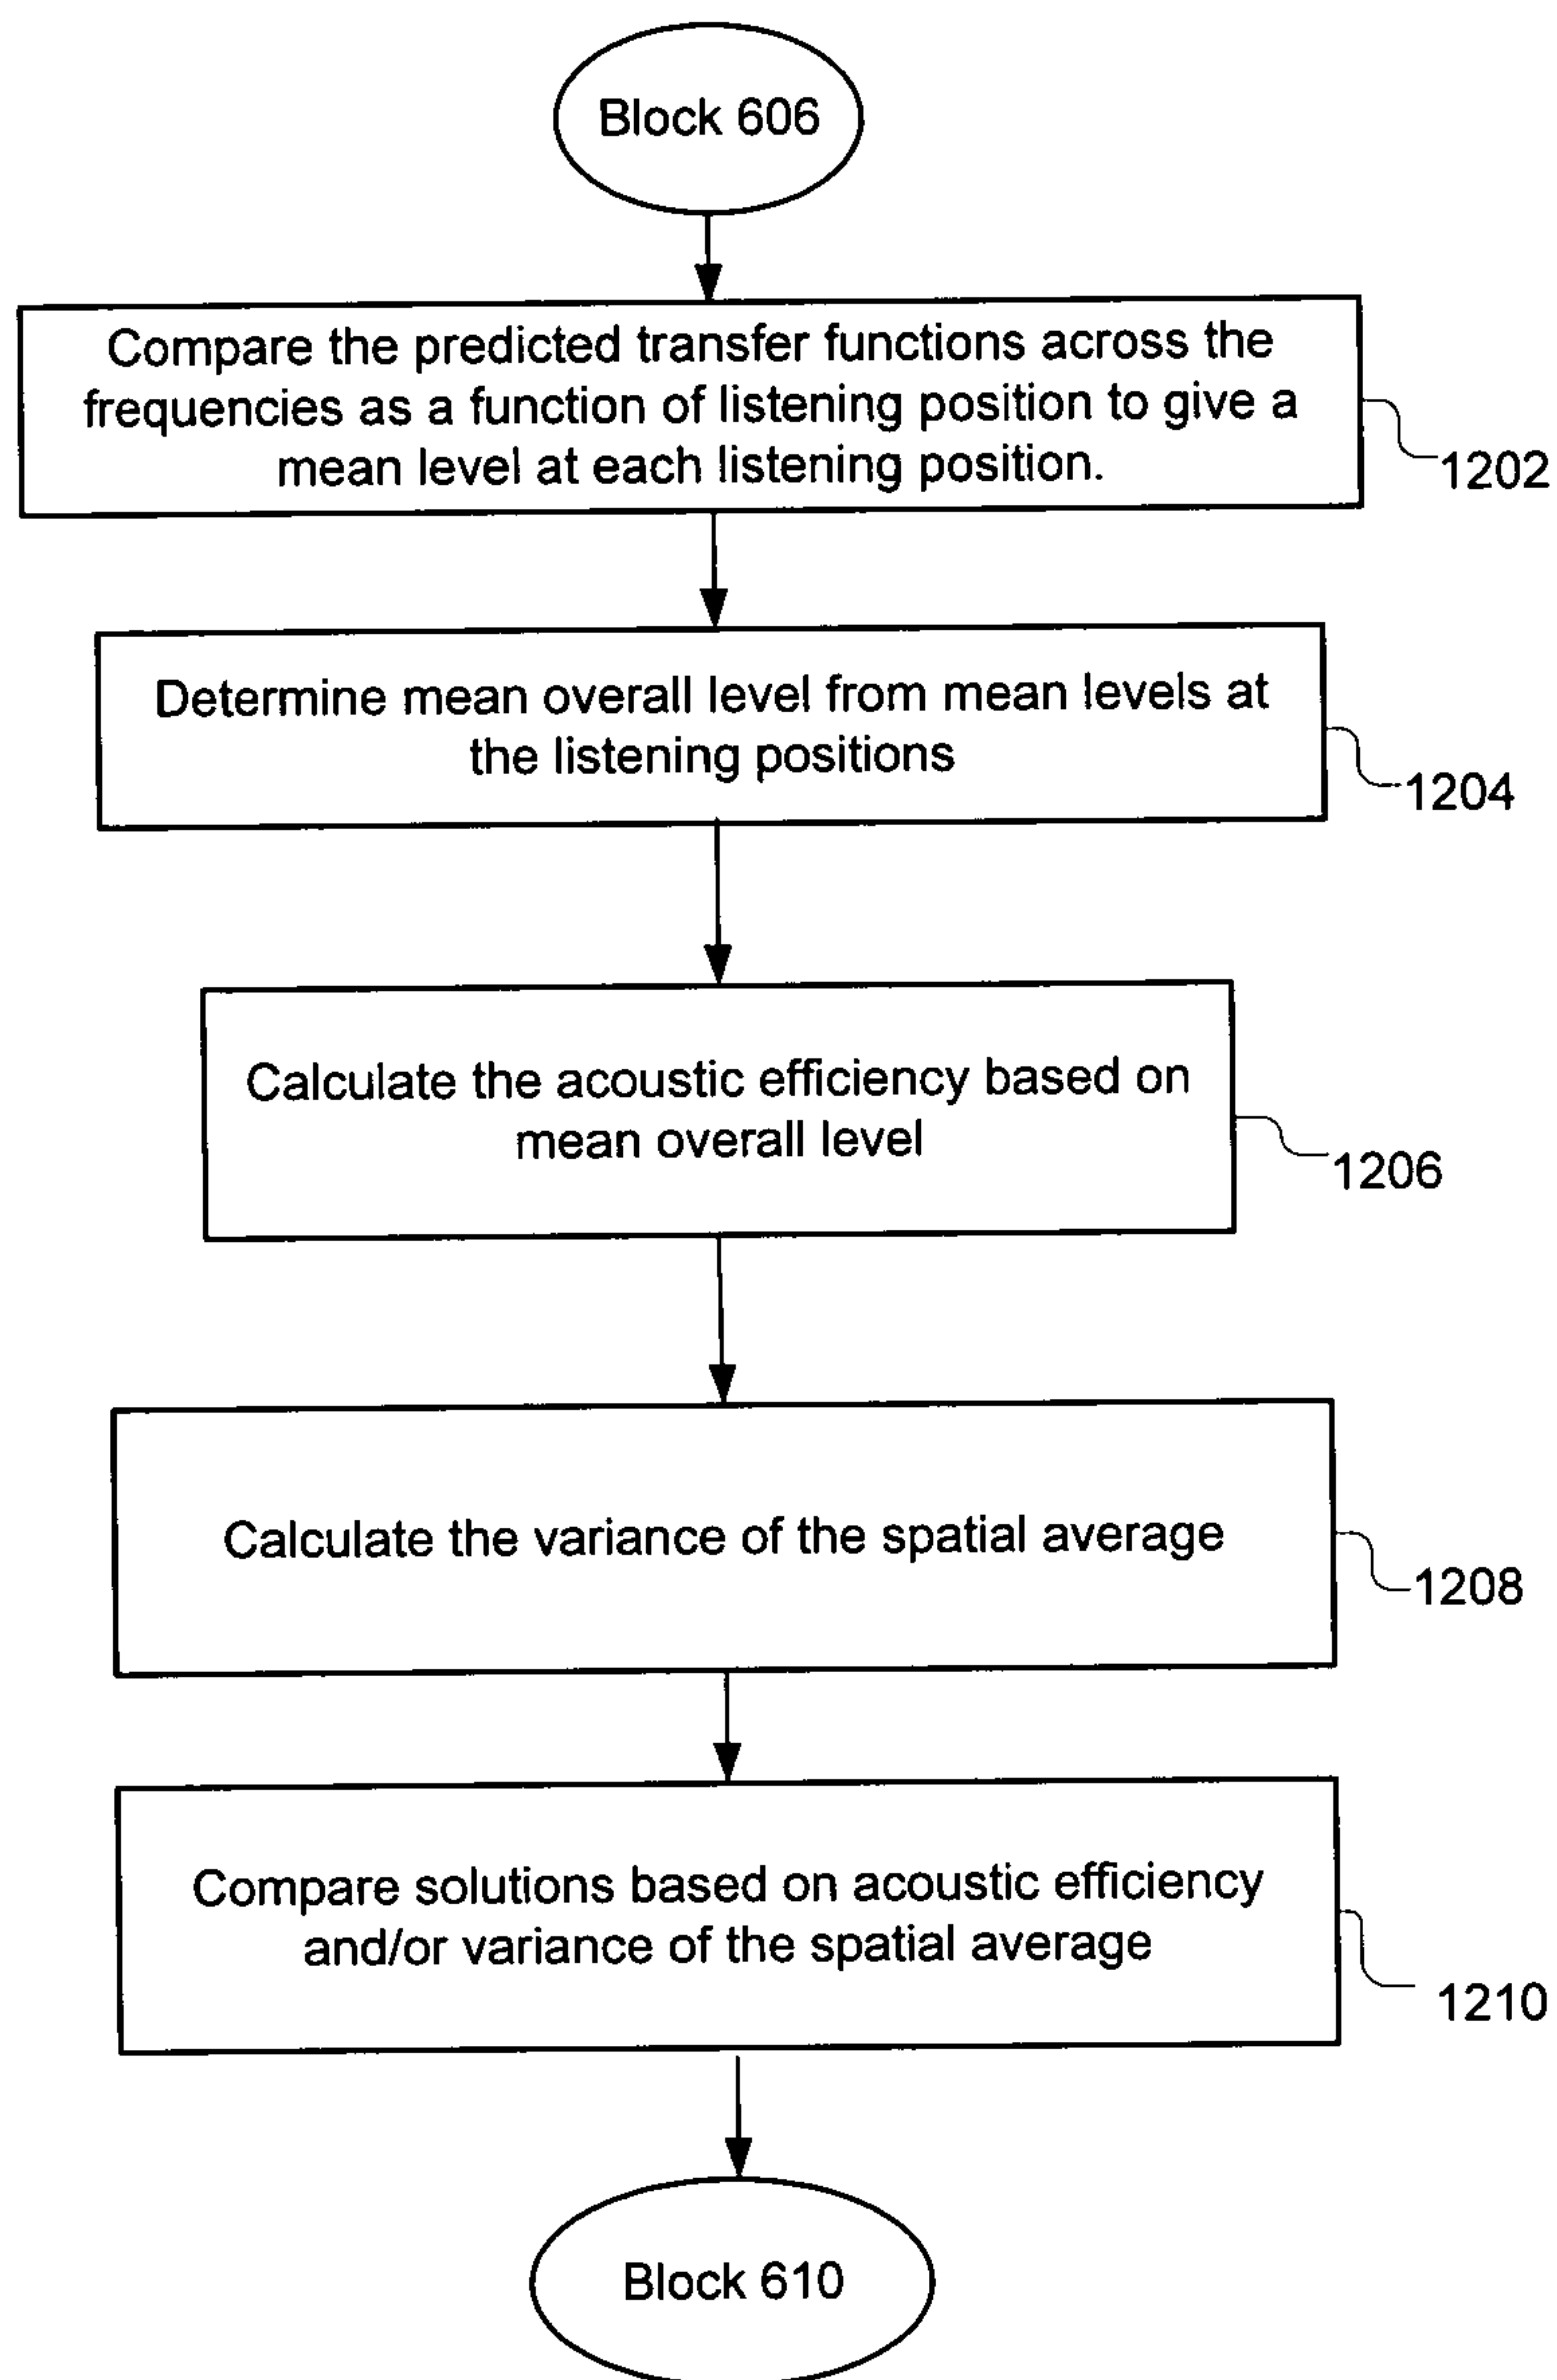 Block 606
Compare the predicted transfer functions across the
frequencies as a function of listening position to give a
mean level at each listening position.
1202
Determine mean overall level from mean levels at
the listening positions
1204
Calculate the acoustic efficiency based on
mean overall level
1206
Calculate the variance of the spatial average
1208
Compare solutions based on acoustic efficiency
and/or variance of the spatial average
1210
Block 610